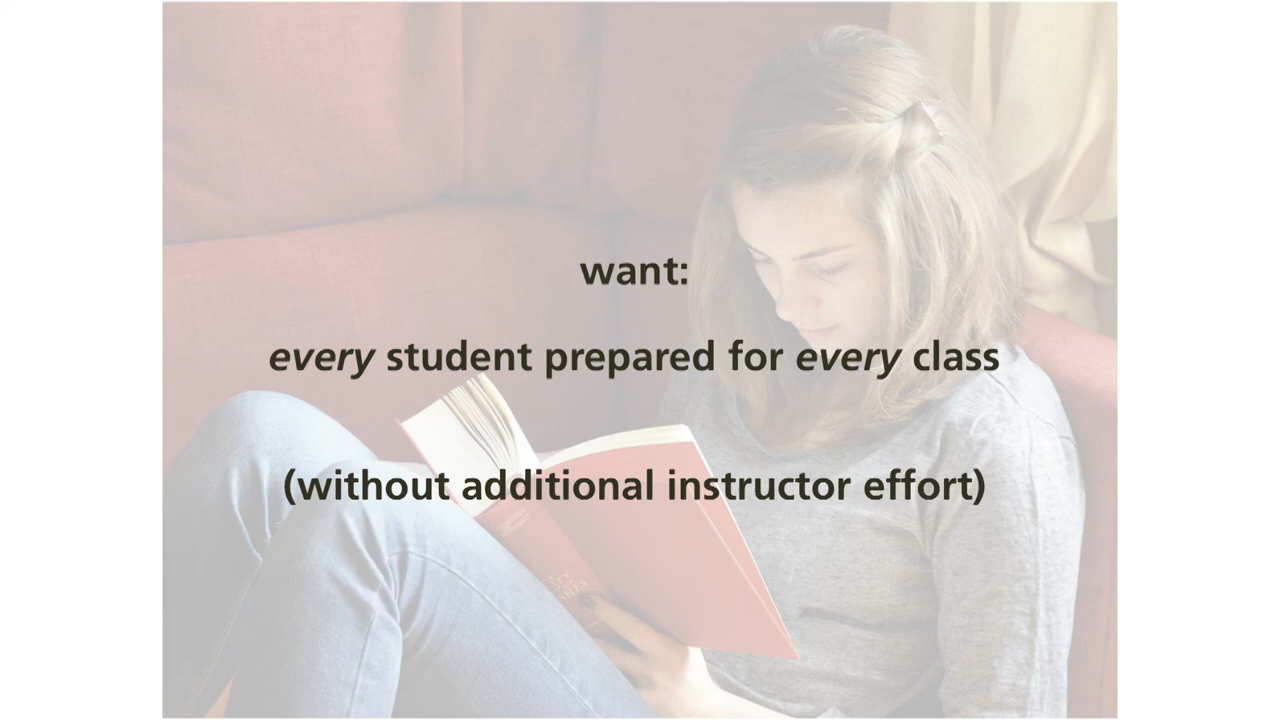 want:
every student prepared for every class
(without additional instructor effort)